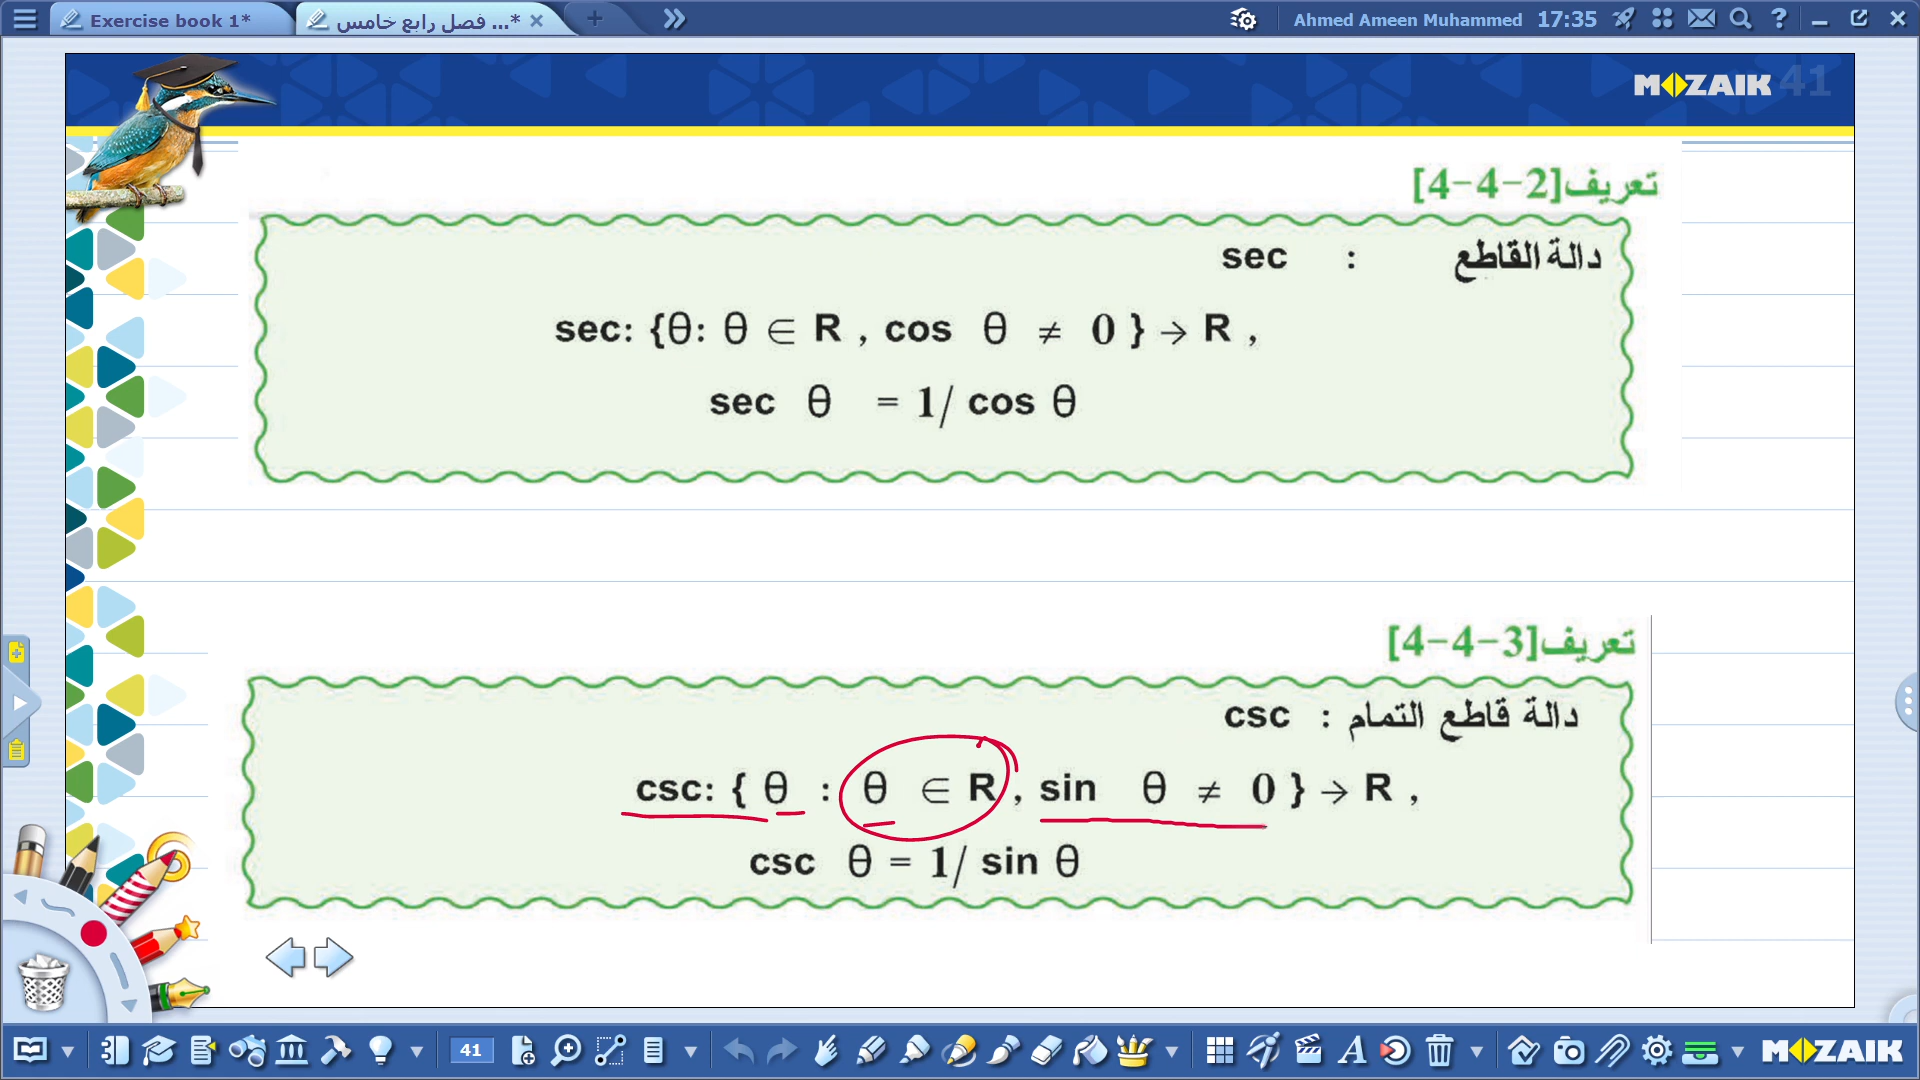 Exercise book 1*
فصل رابع خامس ...*
Ahmed Ameen Muhammed 17:35
MOZAIK 41
تعريف[4-4-2]
دالة القاطع : sec
sec: {θ: θ ∈ R , cos θ ≠ 0 } → R ,
sec θ = 1/ cos θ
تعريف[4-4-3]
دالة قاطع التمام : csc
csc: { θ : θ ∈ R , sin θ ≠ 0 } → R ,
csc θ = 1/ sin θ
41
MOZAIK